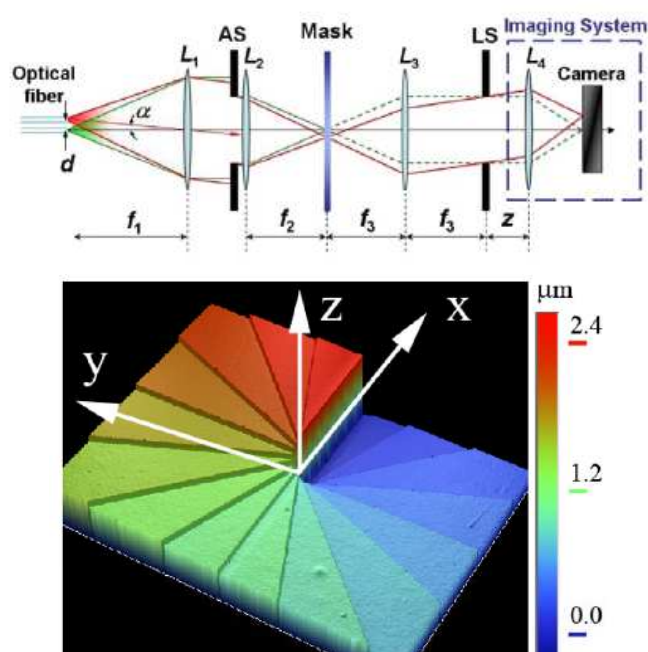 Imaging System
AS Mask LS
L₁ L₂ L₃ L₄ Camera
Optical
fiber
α
d
f₁ f₂ f₃ f₃ z
μm
z x 2.4
y
1.2
0.0